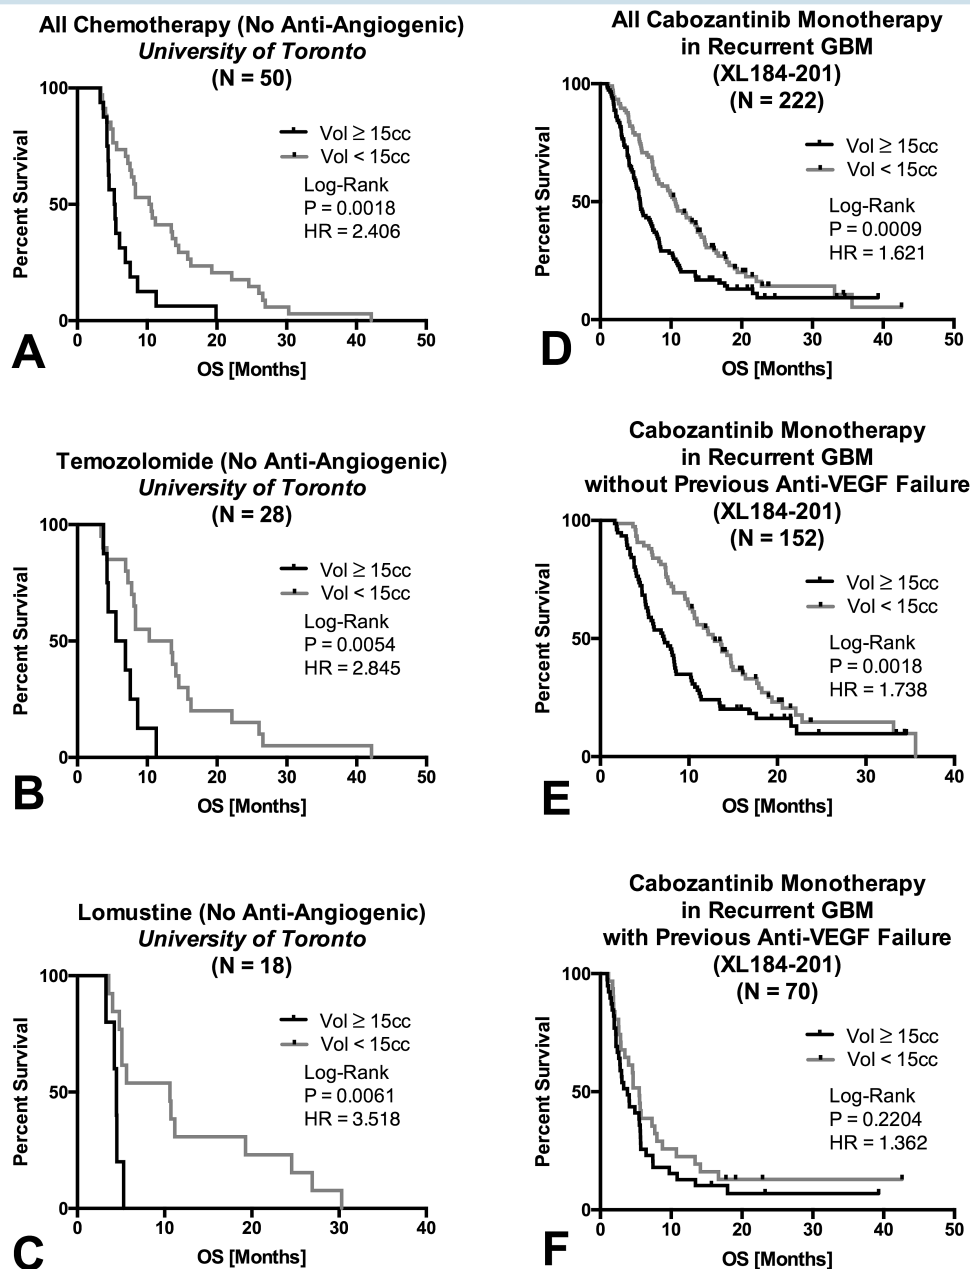 All Chemotherapy (No Anti-Angiogenic)
University of Toronto
(N = 50)
Percent Survival
100
50
0
Vol ≥ 15cc
Vol < 15cc
Log-Rank
P = 0.0018
HR = 2.406
0 10 20 30 40 50
OS [Months]
A
Temozolomide (No Anti-Angiogenic)
University of Toronto
(N = 28)
Percent Survival
100
50
0
Vol ≥ 15cc
Vol < 15cc
Log-Rank
P = 0.0054
HR = 2.845
0 10 20 30 40 50
OS [Months]
B
Lomustine (No Anti-Angiogenic)
University of Toronto
(N = 18)
Percent Survival
100
50
0
Vol ≥ 15cc
Vol < 15cc
Log-Rank
P = 0.0061
HR = 3.518
0 10 20 30 40
OS [Months]
C
All Cabozantinib Monotherapy
in Recurrent GBM
(XL184-201)
(N = 222)
Percent Survival
100
50
0
Vol ≥ 15cc
Vol < 15cc
Log-Rank
P = 0.0009
HR = 1.621
0 10 20 30 40 50
OS [Months]
D
Cabozantinib Monotherapy
in Recurrent GBM
without Previous Anti-VEGF Failure
(XL184-201)
(N = 152)
Percent Survival
100
50
0
Vol ≥ 15cc
Vol < 15cc
Log-Rank
P = 0.0018
HR = 1.738
0 10 20 30 40
OS [Months]
E
Cabozantinib Monotherapy
in Recurrent GBM
with Previous Anti-VEGF Failure
(XL184-201)
(N = 70)
Percent Survival
100
50
0
Vol ≥ 15cc
Vol < 15cc
Log-Rank
P = 0.2204
HR = 1.362
0 10 20 30 40 50
OS [Months]
F